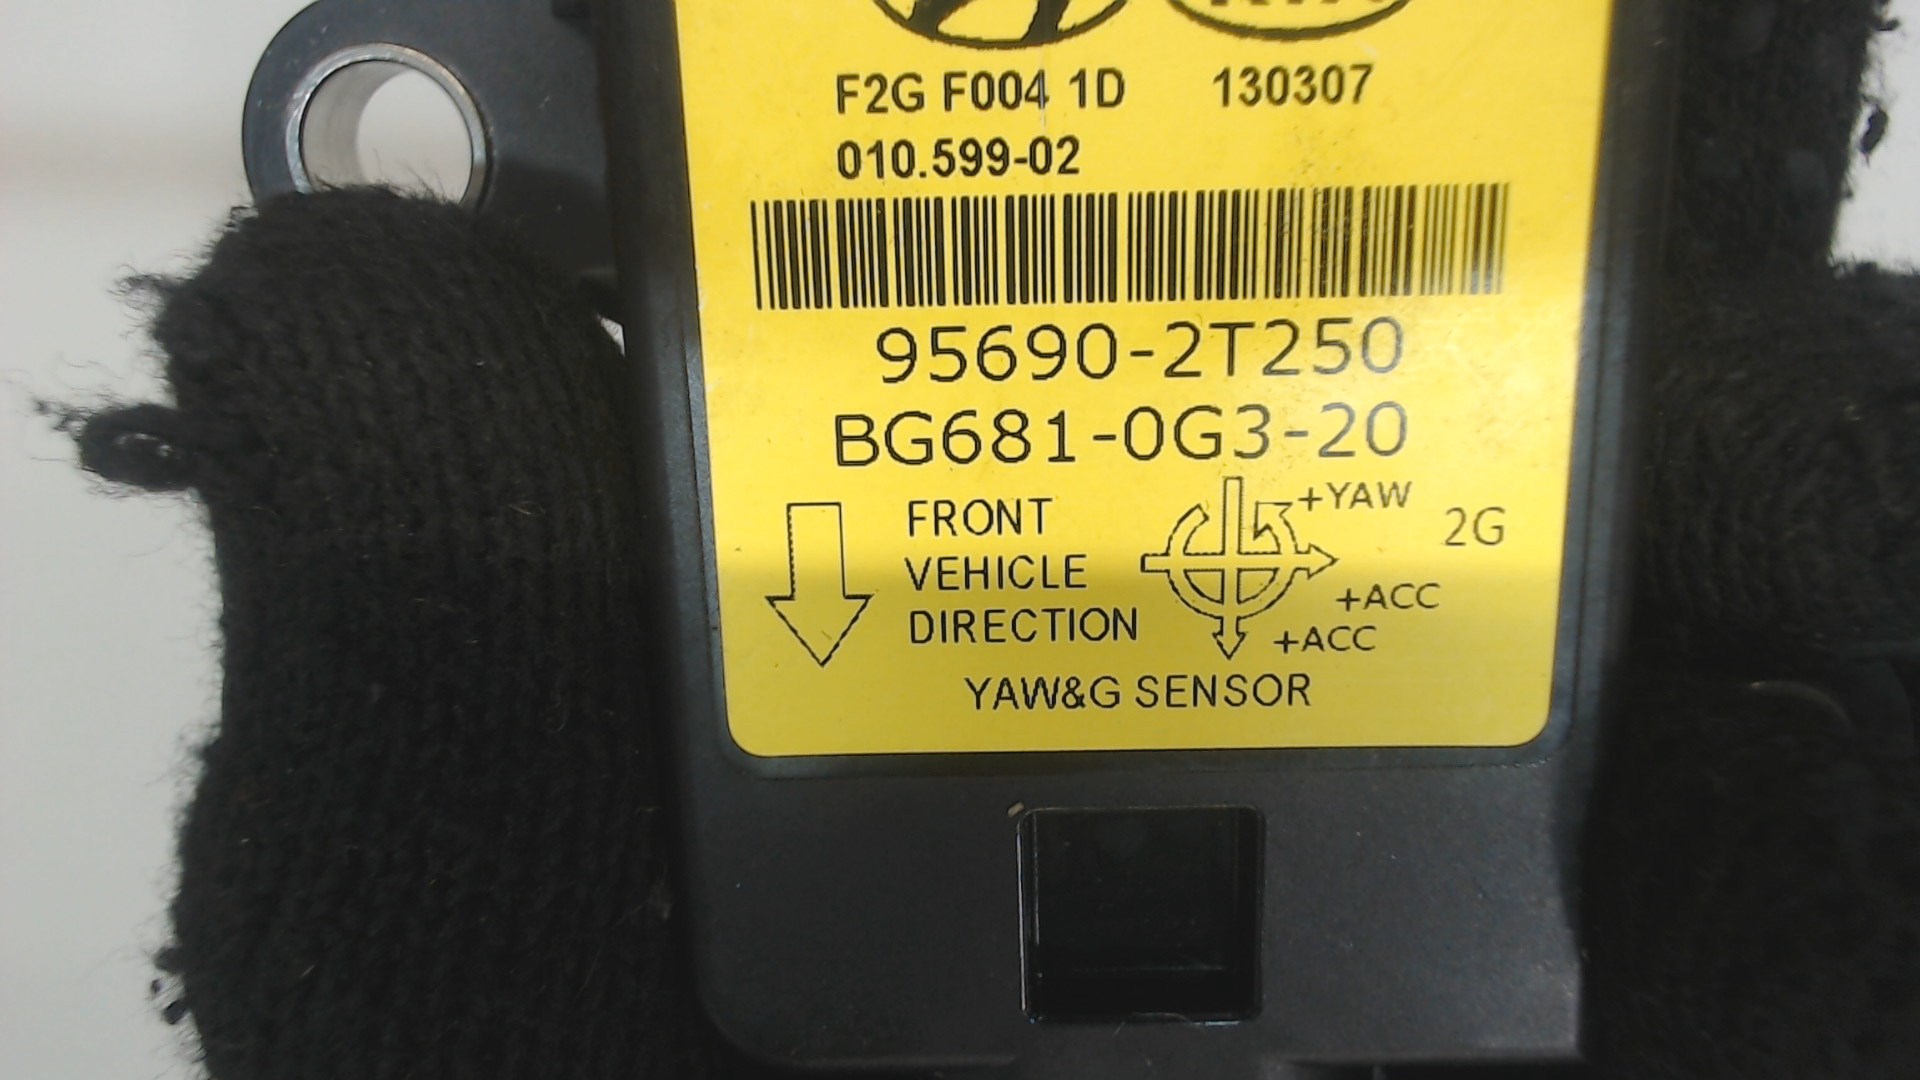 F2G F004 1D 130307
010.599-02
95690-2T250
BG681-0G3-20
FRONT
VEHICLE
DIRECTION
+YAW
2G
+ACC
+ACC
YAW&G SENSOR